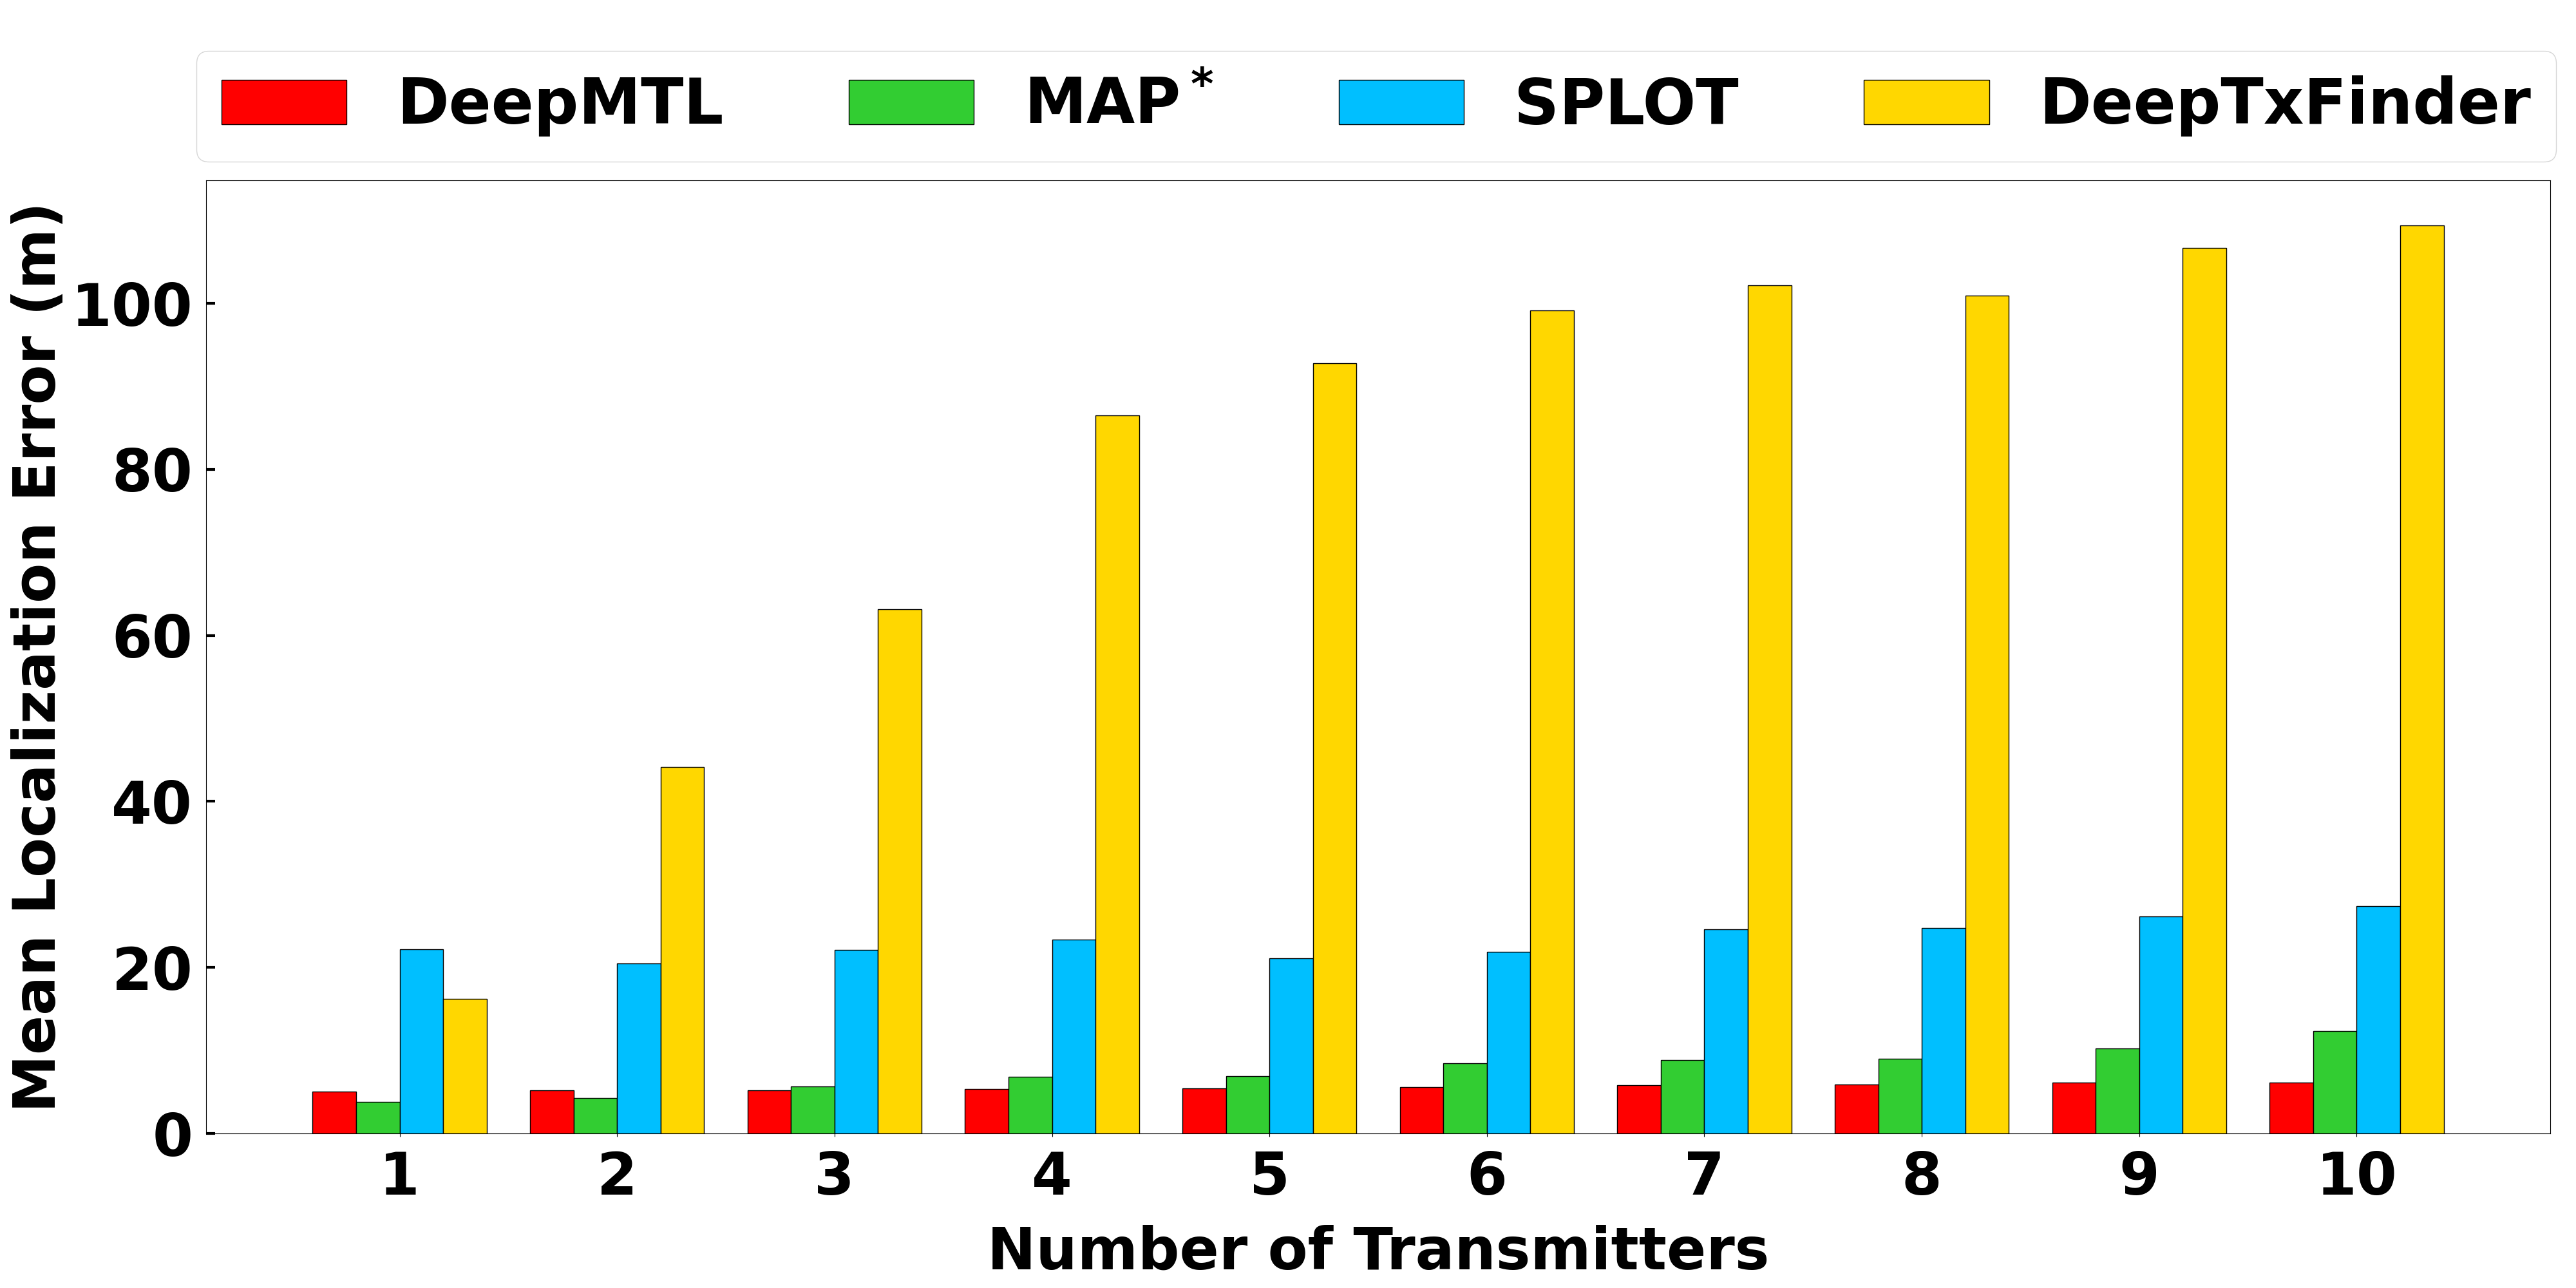 DeepMTL MAP* SPLOT DeepTxFinder
Mean Localization Error (m)
100
80
60
40
20
0
1 2 3 4 5 6 7 8 9 10
Number of Transmitters